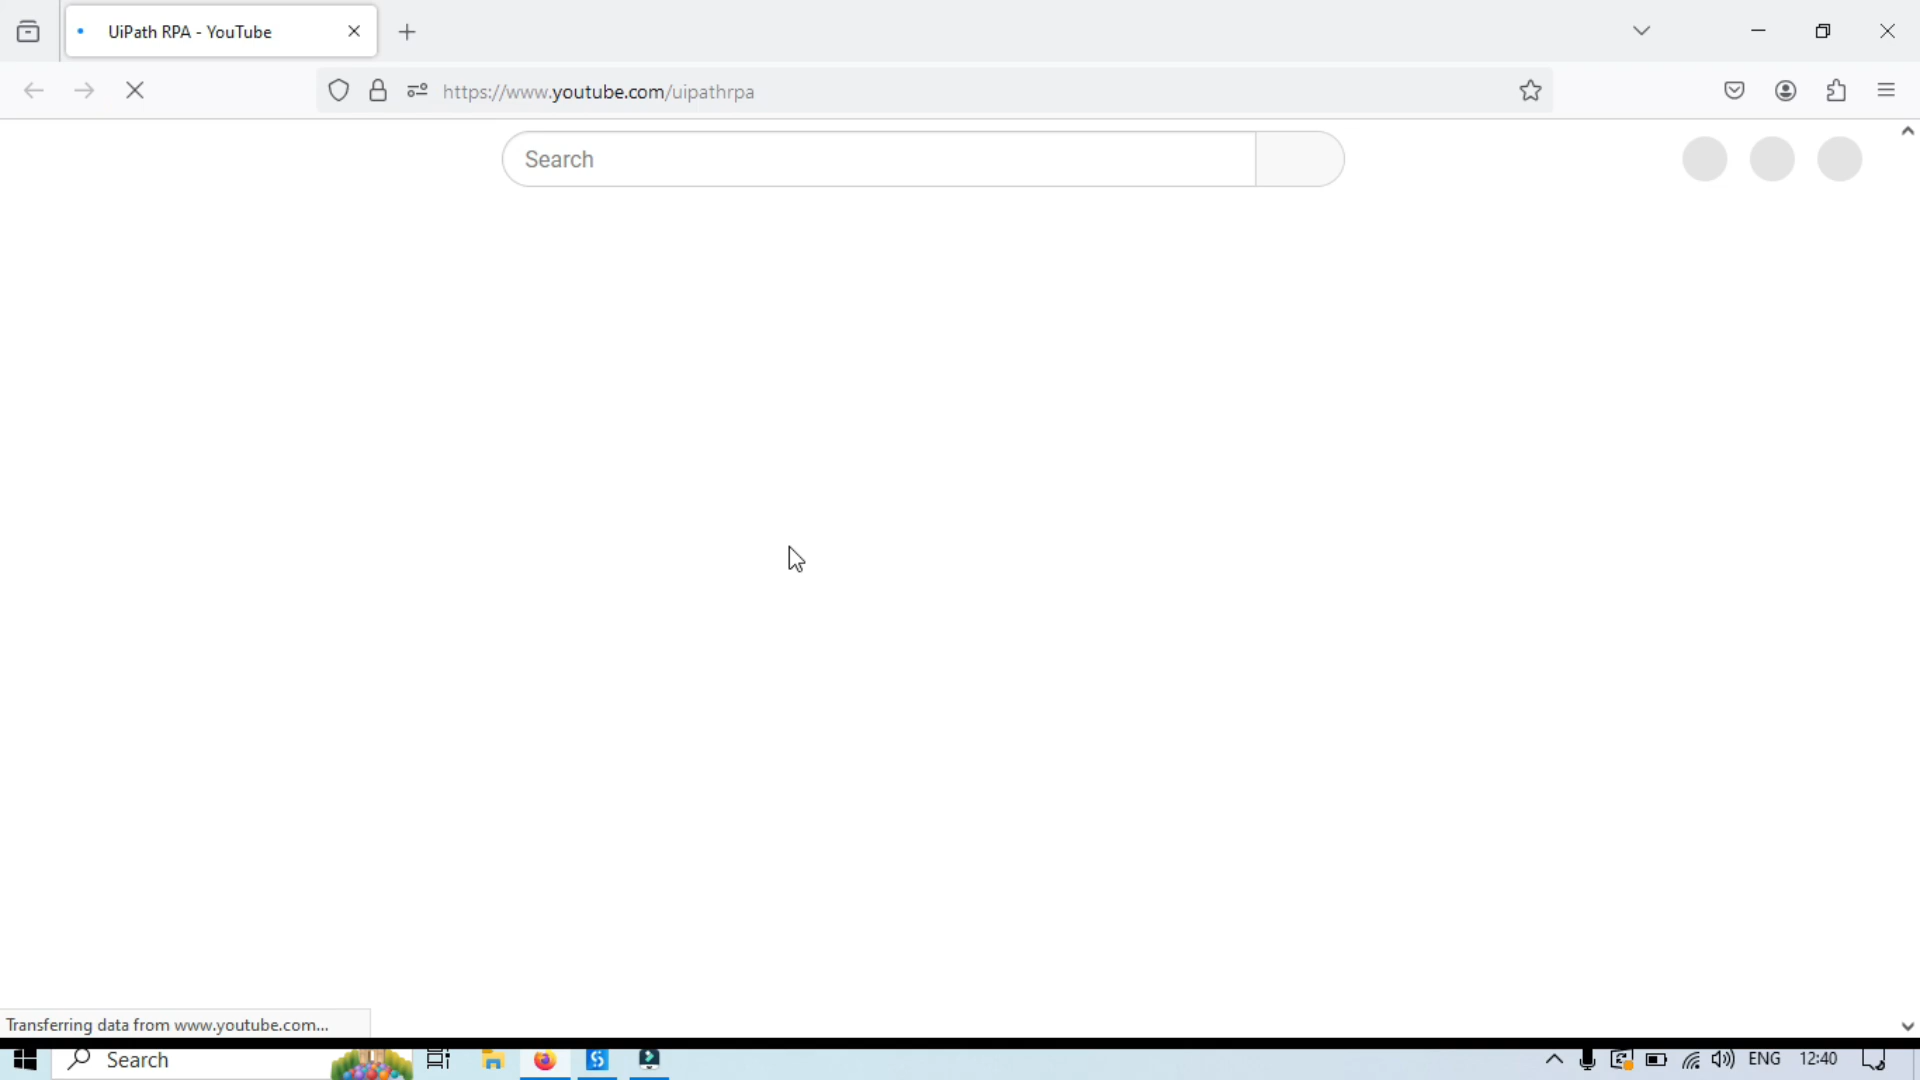 UiPath RPA - YouTube
https://www.youtube.com/uipathrpa
Search
Transferring data from www.youtube.com...
Search
ENG
12:40